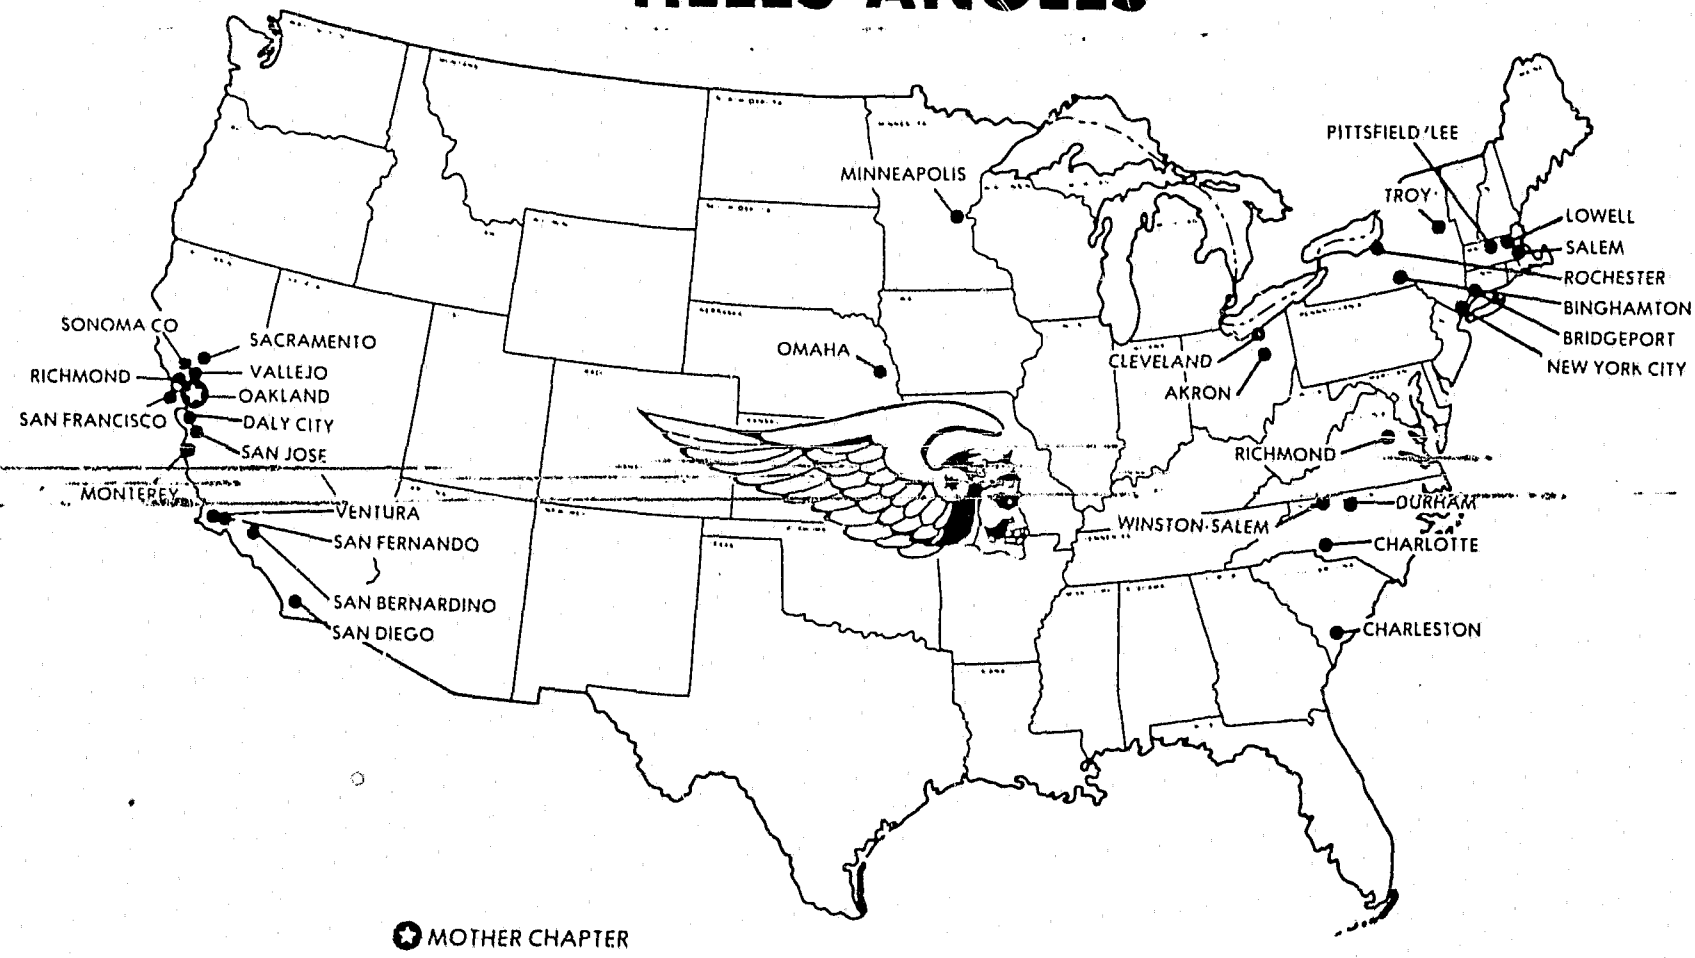 HELLS ANGELS
PITTSFIELD/LEE
MINNEAPOLIS
TROY
LOWELL
SALEM
ROCHESTER
BINGHAMTON
BRIDGEPORT
NEW YORK CITY
SONOMA CO
SACRAMENTO
OMAHA
CLEVELAND
RICHMOND
VALLEJO
AKRON
OAKLAND
SAN FRANCISCO
DALY CITY
SAN JOSE
RICHMOND
MONTEREY
DURHAM
VENTURA
WINSTON-SALEM
SAN FERNANDO
CHARLOTTE
SAN BERNARDINO
CHARLESTON
SAN DIEGO
MOTHER CHAPTER